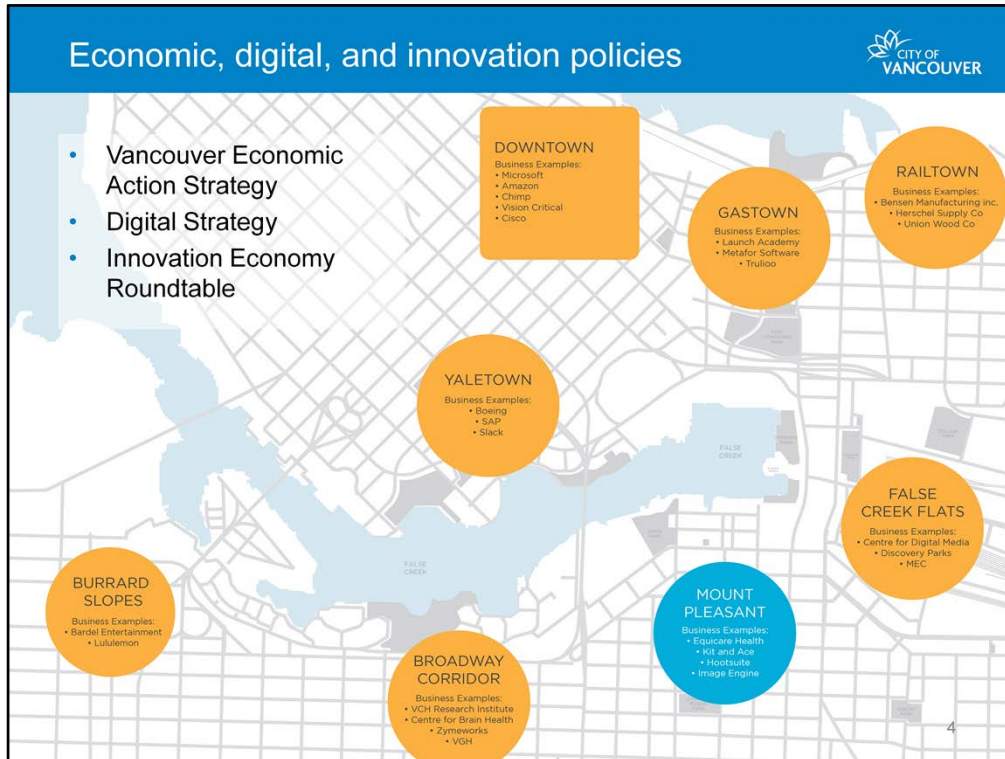 Economic, digital, and innovation policies
CITY OF
VANCOUVER
• Vancouver Economic
Action Strategy
• Digital Strategy
• Innovation Economy
Roundtable
DOWNTOWN
Business Examples:
• Microsoft
• Amazon
• Chimp
• Vision Critical
• Cisco
GASTOWN
Business Examples:
• Launch Academy
• Metafor Software
• Trulioo
RAILTOWN
Business Examples:
• Bensen Manufacturing inc.
• Herschel Supply Co
• Union Wood Co
YALETOWN
Business Examples:
• Boeing
• SAP
• Slack
FALSE
CREEK
FALSE
CREEK FLATS
Business Examples:
• Centre for Digital Media
• Discovery Parks
• MEC
FALSE
CREEK
BURRARD
SLOPES
Business Examples:
• Bardel Entertainment
• Lululemon
MOUNT
PLEASANT
Business Examples:
• Equicare Health
• Kit and Ace
• Hootsuite
• Image Engine
BROADWAY
CORRIDOR
Business Examples:
• VCH Research Institute
• Centre for Brain Health
• Zymeworks
• VGH
4